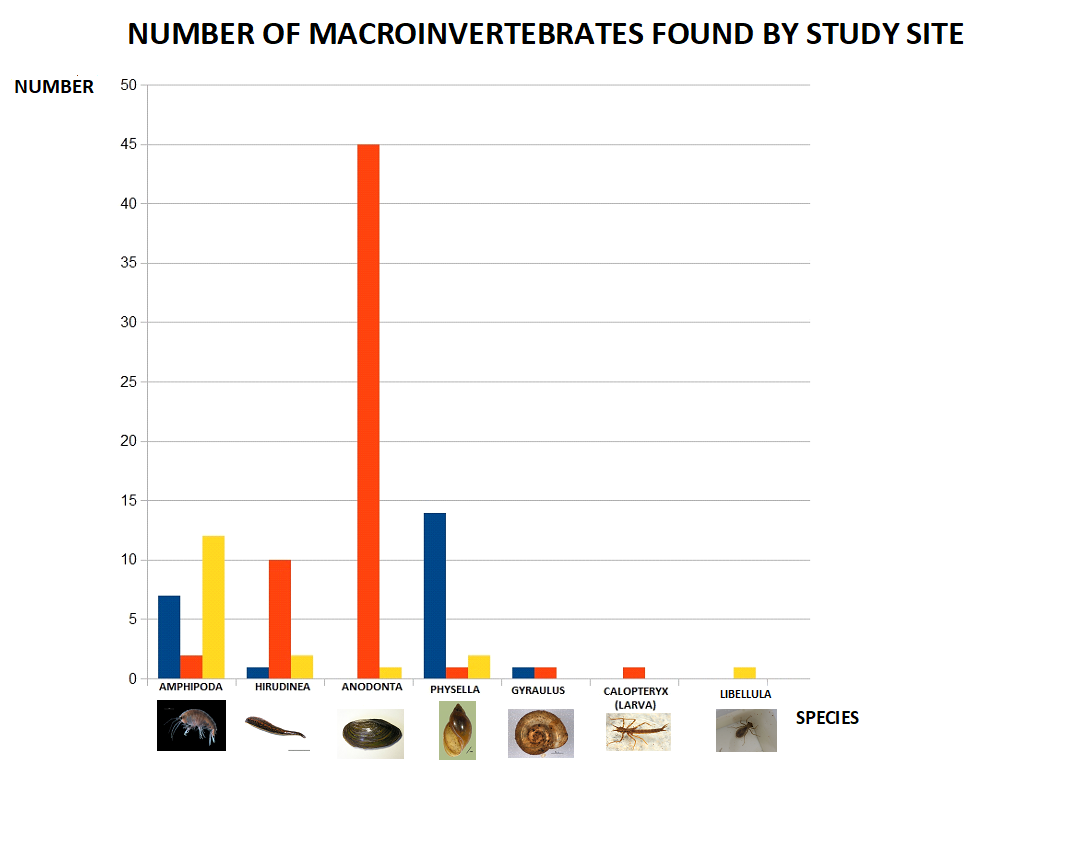 NUMBER OF MACROINVERTEBRATES FOUND BY STUDY SITE
NUMBER
50
45
40
35
30
25
20
15
10
5
0
AMPHIPODA
HIRUDINEA
ANODONTA
PHYSELLA
GYRAULUS
CALOPTERYX
(LARVA)
LIBELLULA
SPECIES